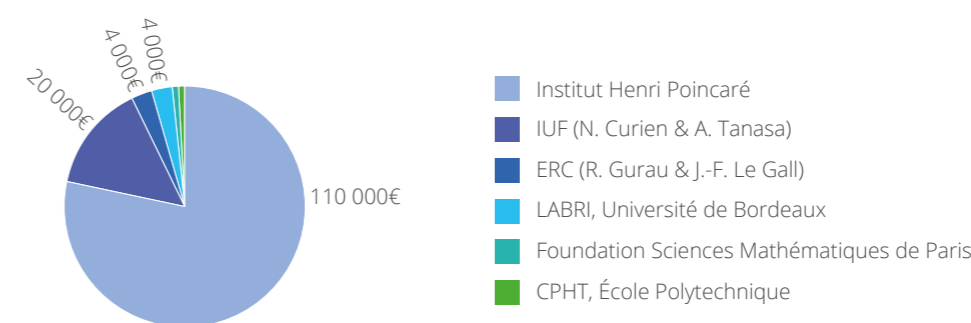 4 000€
4 000€
20 000€
110 000€
Institut Henri Poincaré
IUF (N. Curien & A. Tanasa)
ERC (R. Gurau & J.-F. Le Gall)
LABRI, Université de Bordeaux
Foundation Sciences Mathématiques de Paris
CPHT, École Polytechnique